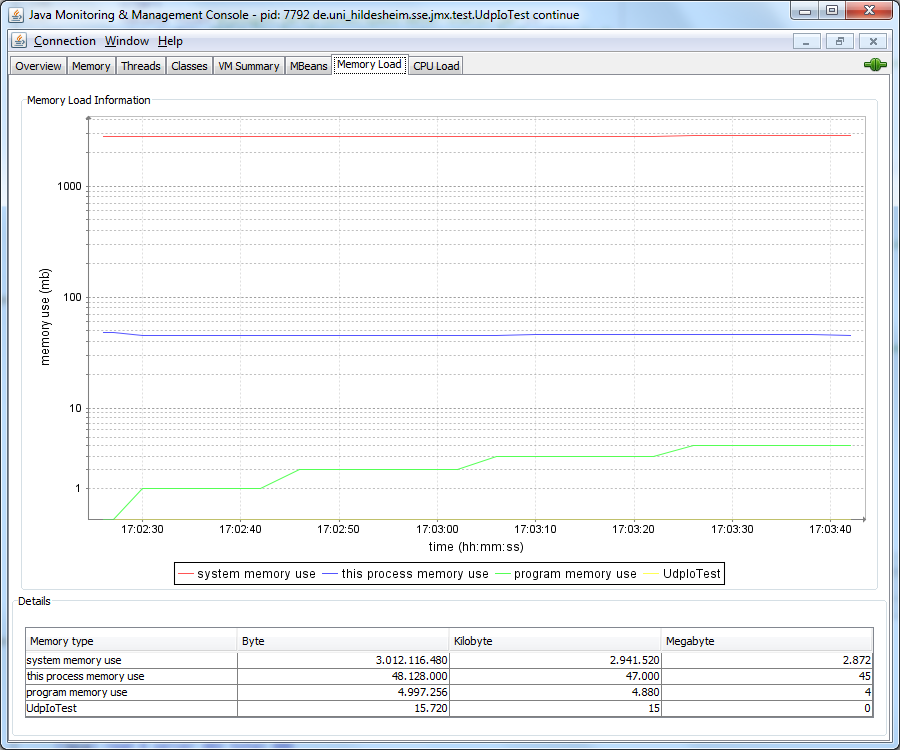 Java Monitoring & Management Console - pid: 7792 de.uni_hildesheim.sse.jmx.test.UdpIoTest continue
Connection Window Help
Overview Memory Threads Classes VM Summary MBeans Memory Load CPU Load
Memory Load Information
1000
100
10
1
memory use (mb)
17:02:30 17:02:40 17:02:50 17:03:00 17:03:10 17:03:20 17:03:30 17:03:40
time (hh:mm:ss)
system memory use this process memory use program memory use UdpIoTest
Details
Memory type Byte Kilobyte Megabyte
system memory use 3.012.116.480 2.941.520 2.872
this process memory use 48.128.000 47.000 45
program memory use 4.997.256 4.880 4
UdpIoTest 15.720 15 0